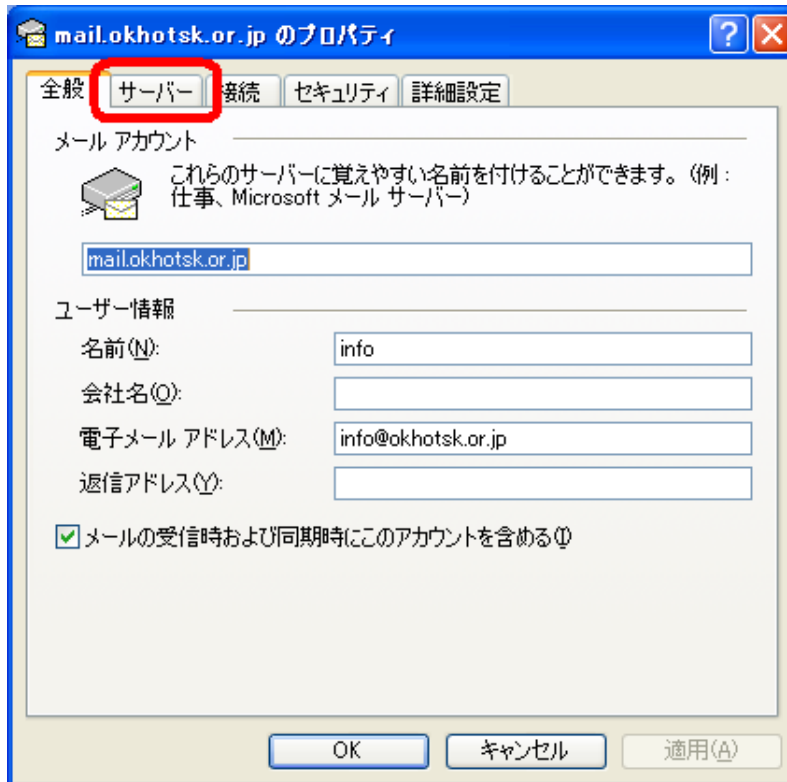 mail.okhotsk.or.jp のプロパティ
全般 サーバー 接続 セキュリティ 詳細設定
メール アカウント
これらのサーバーに覚えやすい名前を付けることができます。(例 :
仕事、Microsoft メール サーバー)
mail.okhotsk.or.jp
ユーザー情報
名前(N): info
会社名(O):
電子メール アドレス(M): info@okhotsk.or.jp
返信アドレス(Y):
メールの受信時および同期時にこのアカウントを含める(I)
OK キャンセル 適用(A)